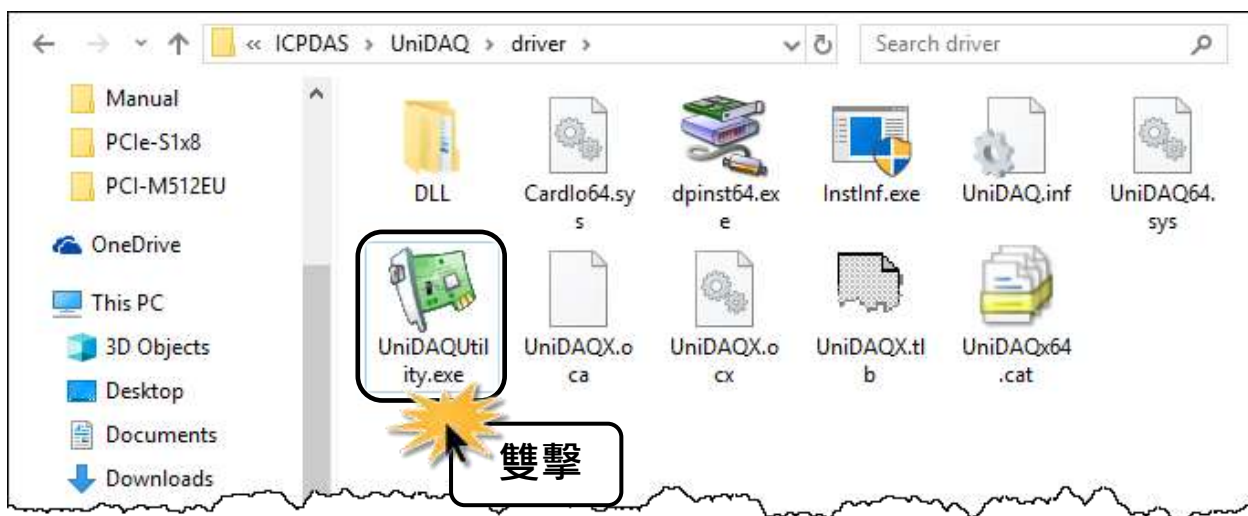 « ICPDAS › UniDAQ › driver ›
Search driver
Manual
PCIe-S1x8
PCI-M512EU
OneDrive
This PC
3D Objects
Desktop
Documents
Downloads
DLL
CardIo64.sy
s
dpinst64.ex
e
InstInf.exe
UniDAQ.inf
UniDAQ64.
sys
UniDAQUtil
ity.exe
UniDAQX.o
ca
UniDAQX.o
cx
UniDAQX.tl
b
UniDAQx64
.cat
雙擊